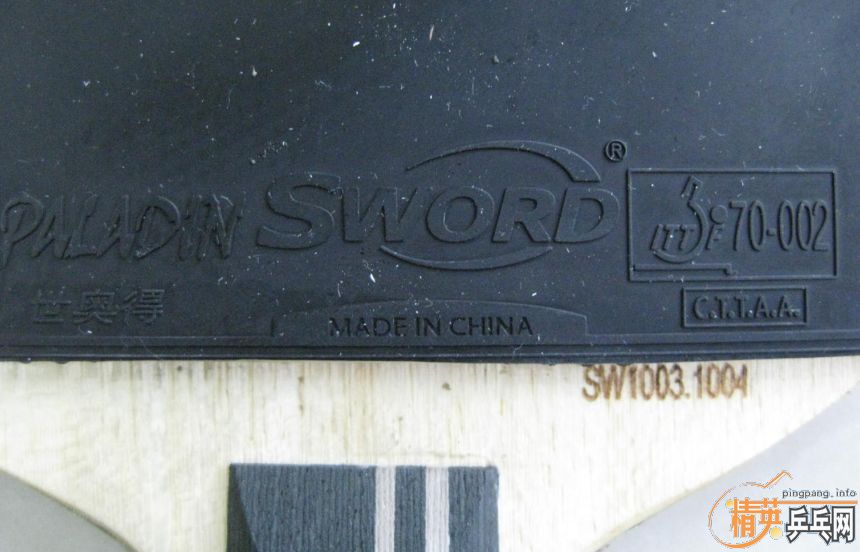 PALADIN SWORD ® ITTF 70-002
世奥得
MADE IN CHINA
C.T.T.A.A.
SW1003.1004
pingpang.info
精英乒乓网